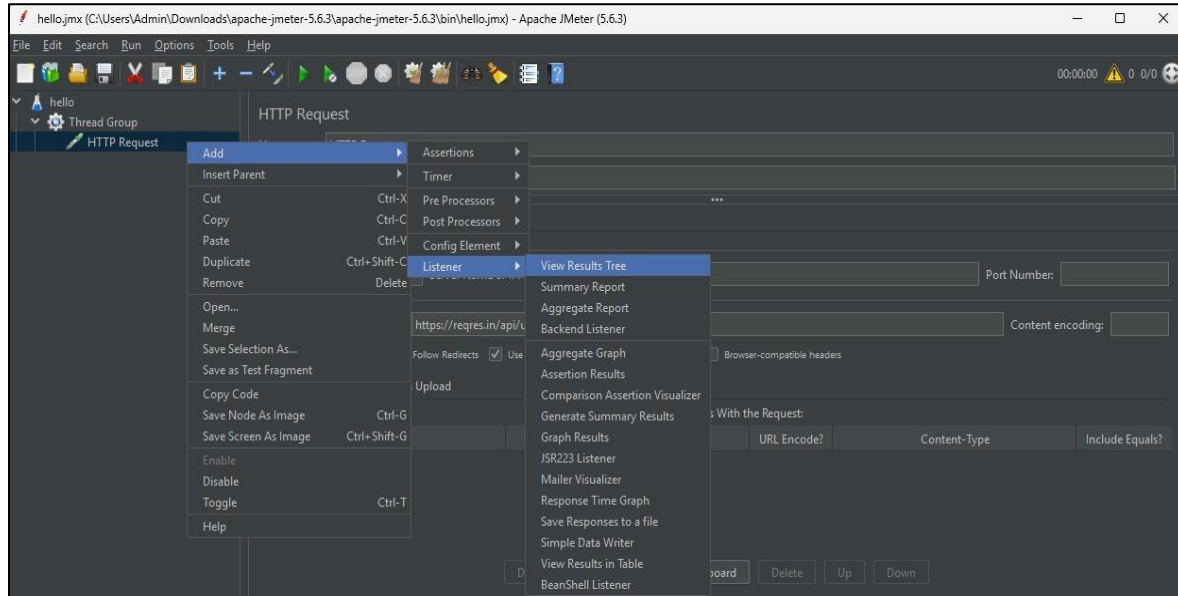 hello.jmx (C:\Users\Admin\Downloads\apache-jmeter-5.6.3\apache-jmeter-5.6.3\bin\hello.jmx) - Apache JMeter (5.6.3)
File Edit Search Run Options Tools Help
00:00:00 0 0/0
hello
Thread Group
HTTP Request
HTTP Request
Add
Insert Parent
Cut Ctrl-X
Copy Ctrl-C
Paste Ctrl-V
Duplicate Ctrl+Shift-C
Remove Delete
Open...
Merge
Save Selection As...
Save as Test Fragment
Copy Code
Save Node As Image Ctrl-G
Save Screen As Image Ctrl+Shift-G
Enable
Disable
Toggle Ctrl-T
Help
Assertions
Timer
Pre Processors
Post Processors
Config Element
Listener
View Results Tree
Summary Report
Aggregate Report
Backend Listener
Aggregate Graph
Assertion Results
Comparison Assertion Visualizer
Generate Summary Results
Graph Results
JSR223 Listener
Mailer Visualizer
Response Time Graph
Save Responses to a file
Simple Data Writer
View Results in Table
BeanShell Listener
Port Number:
https://reqres.in/api/u Content encoding:
Follow Redirects Use Browser-compatible headers
Upload
With the Request:
URL Encode? Content-Type Include Equals?
Delete Up Down